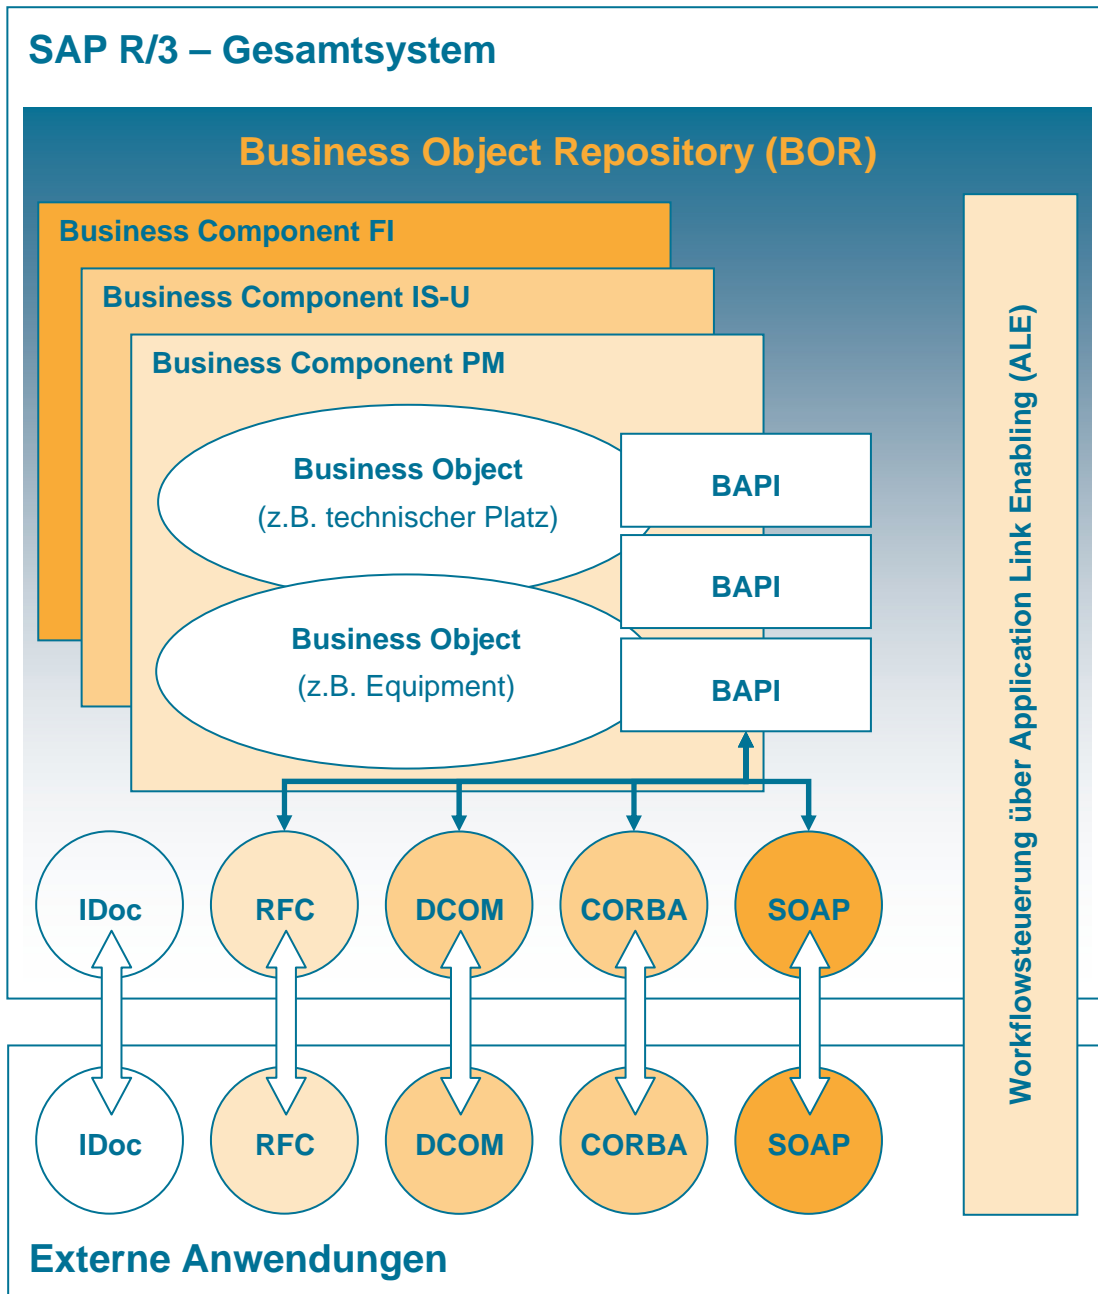 SAP R/3 – Gesamtsystem
Business Object Repository (BOR)
Business Component FI
Business Component IS-U
Business Component PM
Business Object
(z.B. technischer Platz)
BAPI
BAPI
Business Object
(z.B. Equipment)
BAPI
Workflowsteuerung über Application Link Enabling (ALE)
IDoc
RFC
DCOM
CORBA
SOAP
IDoc
RFC
DCOM
CORBA
SOAP
Externe Anwendungen